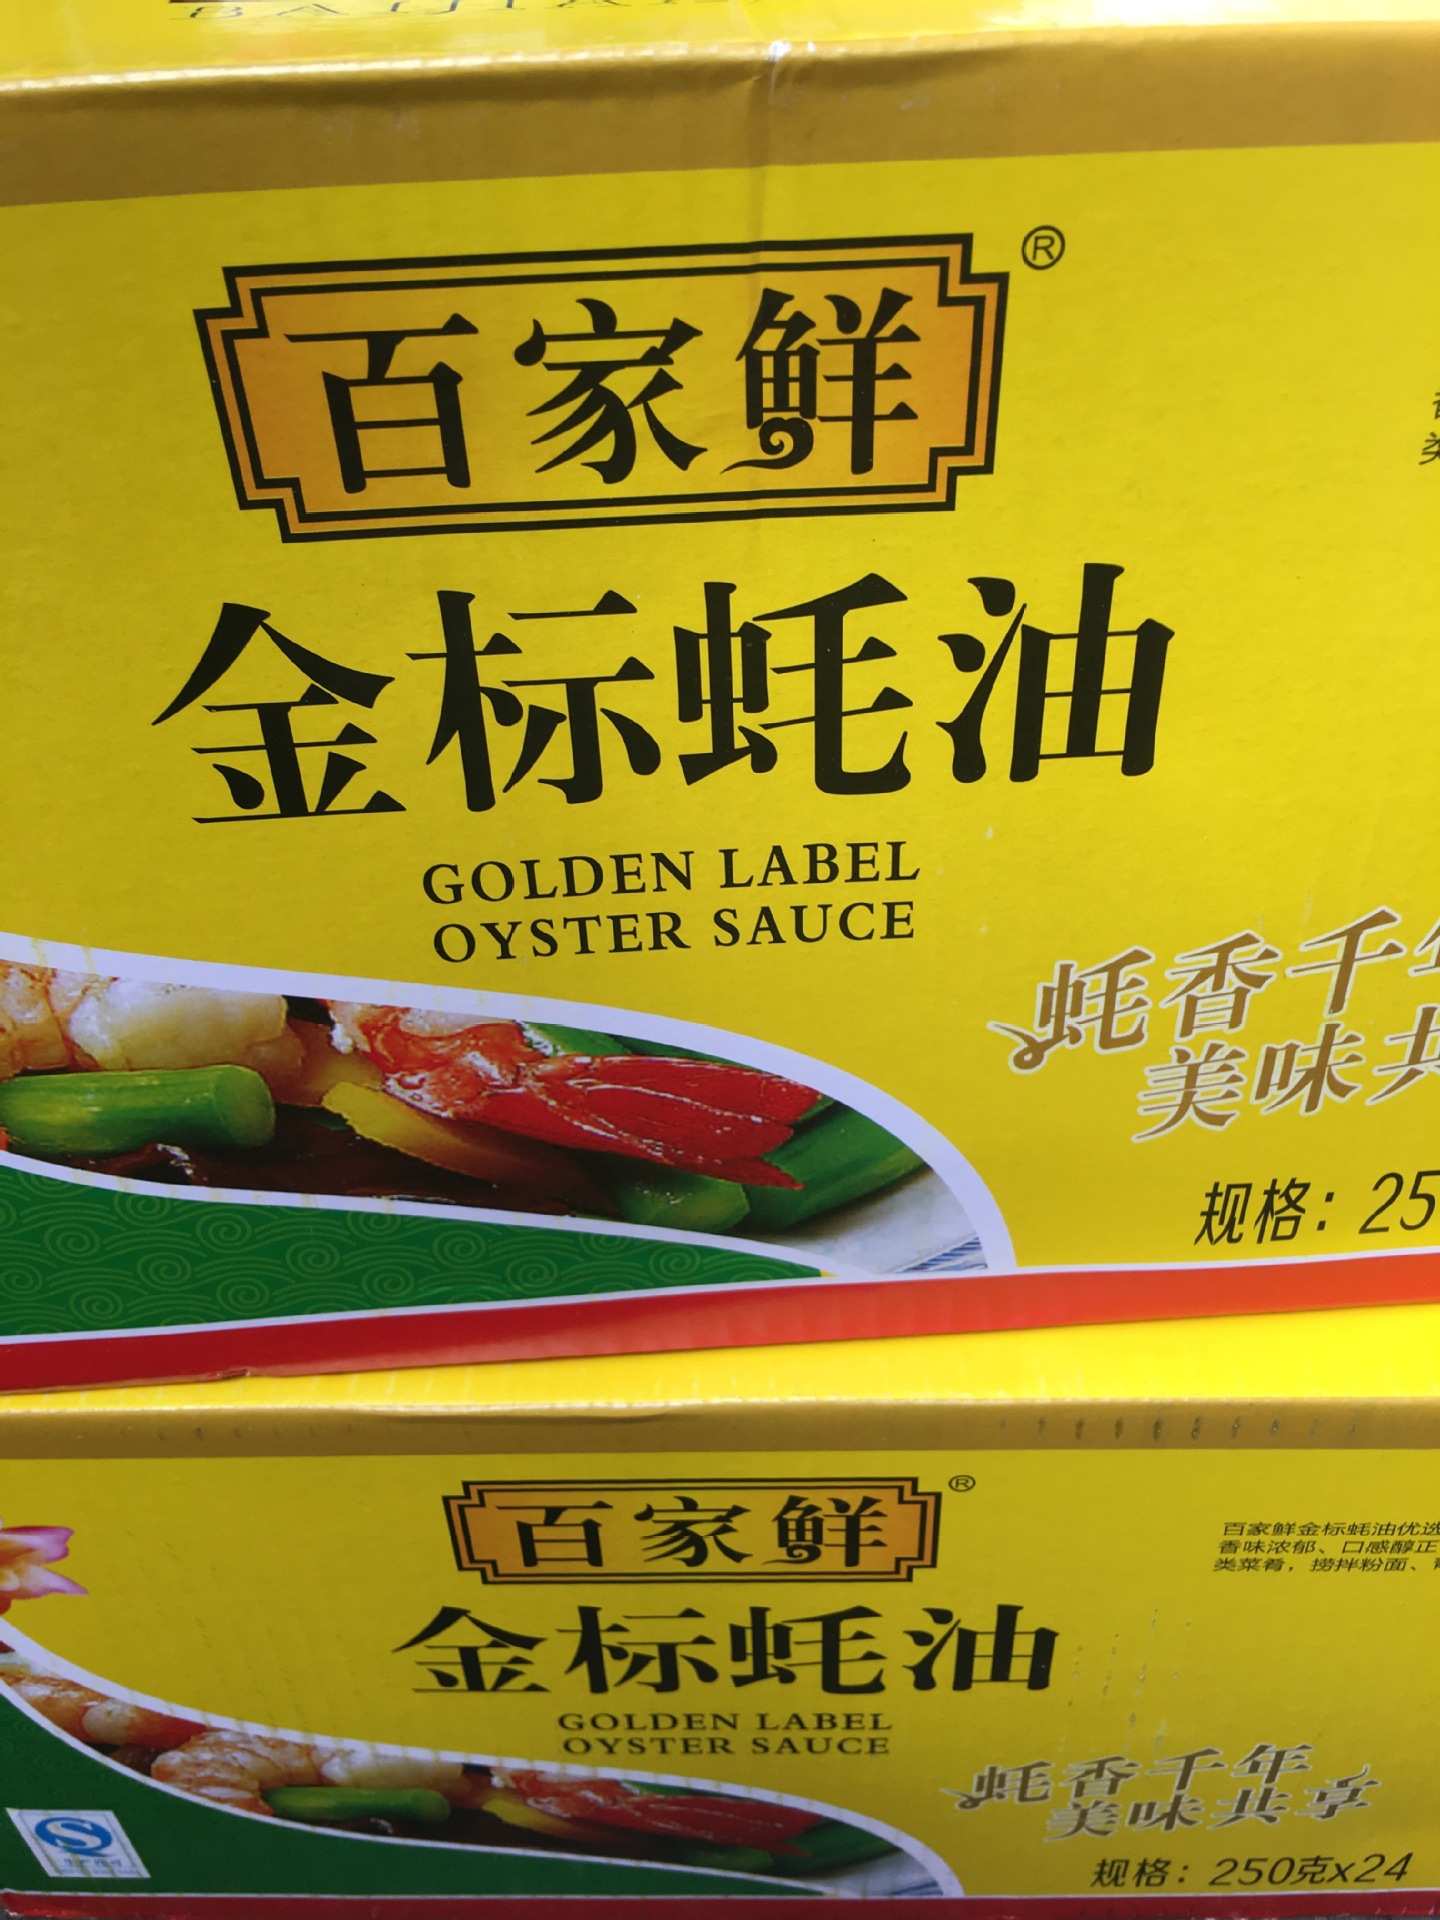 百家鲜
®
金标蚝油
GOLDEN LABEL
OYSTER SAUCE
蚝香千年
美味共
规格：25
百家鲜
®
百家鲜金标蚝油优选
香味浓郁、口感醇正
类菜肴，捞拌粉面、
金标蚝油
GOLDEN LABEL
OYSTER SAUCE
蚝香千年
美味共享
规格：250克x24